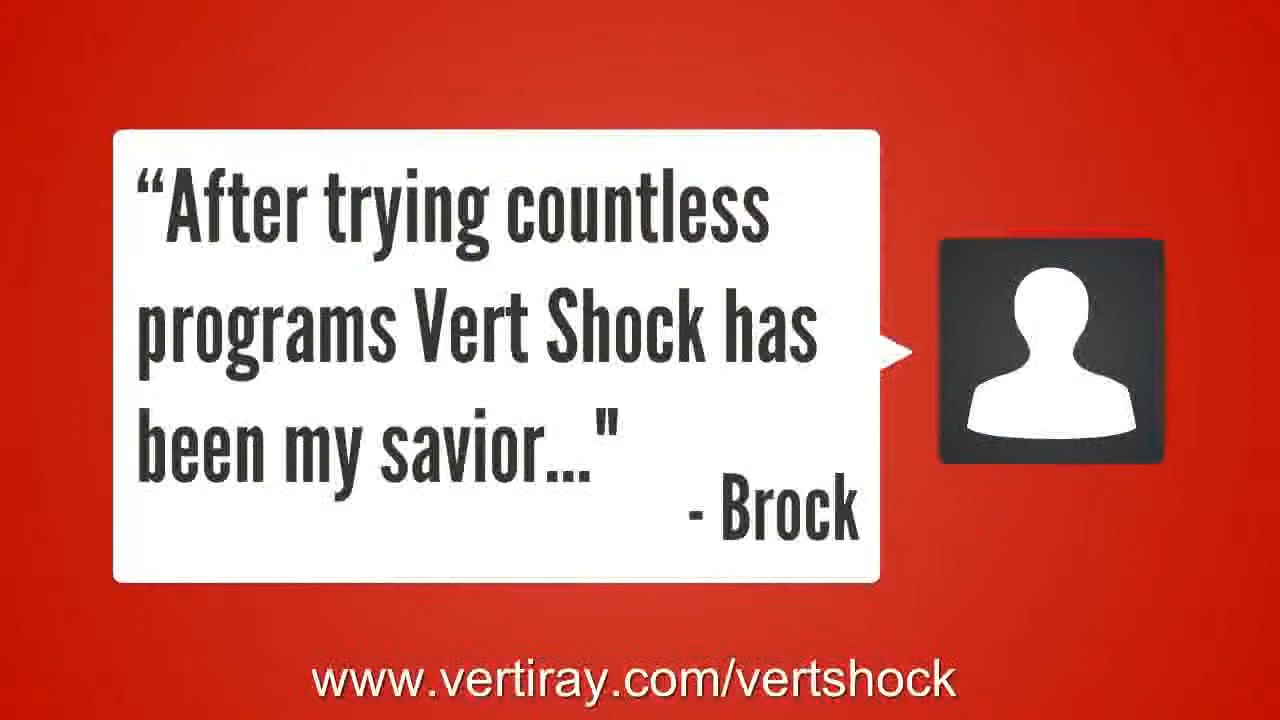 “After trying countless
programs Vert Shock has
been my savior..."
- Brock
www.vertiray.com/vertshock